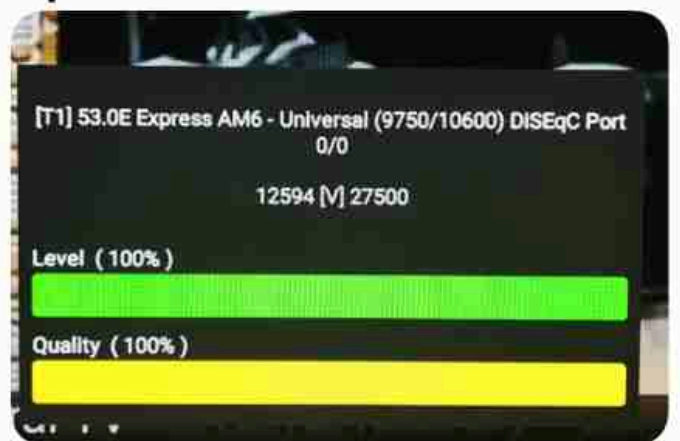 [T1] 53.0E Express AM6 - Universal (9750/10600) DiSEqC Port
0/0
12594 [V] 27500
Level ( 100% )
Quality ( 100% )